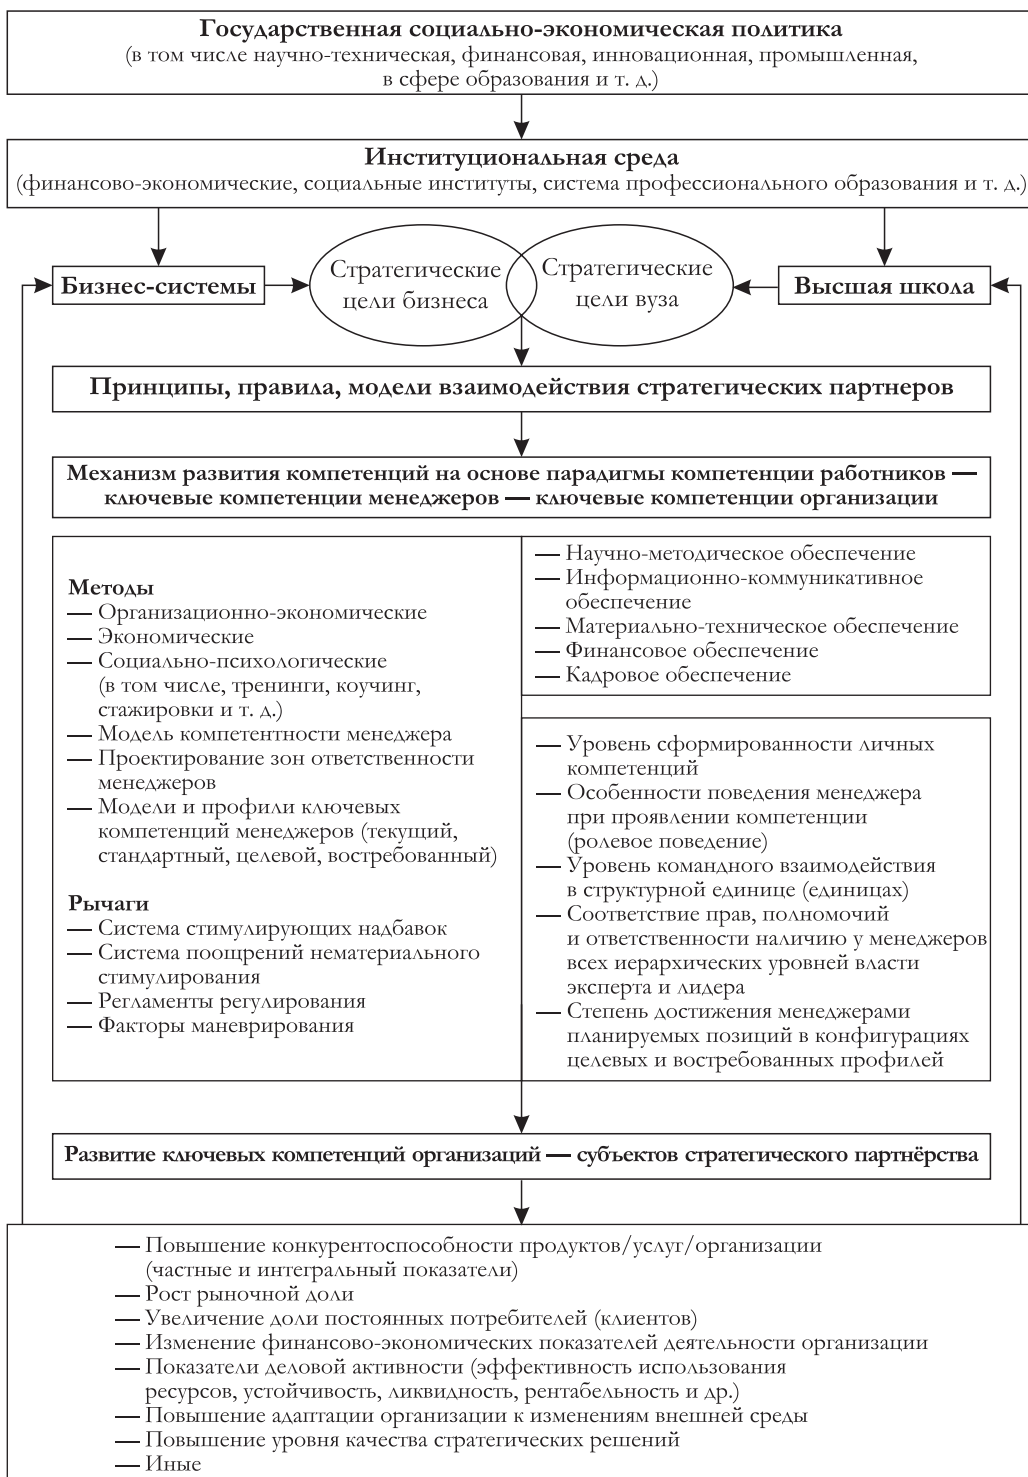 Государственная социально-экономическая политика
(в том числе научно-техническая, финансовая, инновационная, промышленная,
в сфере образования и т. д.)
Институциональная среда
(финансово-экономические, социальные институты, система профессионального образования и т. д.)
Бизнес-системы
Стратегические
цели бизнеса
Стратегические
цели вуза
Высшая школа
Принципы, правила, модели взаимодействия стратегических партнеров
Механизм развития компетенций на основе парадигмы компетенции работников —
ключевые компетенции менеджеров — ключевые компетенции организации
Методы
— Организационно-экономические
— Экономические
— Социально-психологические
(в том числе, тренинги, коучинг,
стажировки и т. д.)
— Модель компетентности менеджера
— Проектирование зон ответственности
менеджеров
— Модели и профили ключевых
компетенций менеджеров (текущий,
стандартный, целевой, востребованный)
Рычаги
— Система стимулирующих надбавок
— Система поощрений нематериального
стимулирования
— Регламенты регулирования
— Факторы маневрирования
— Научно-методическое обеспечение
— Информационно-коммуникативное
обеспечение
— Материально-техническое обеспечение
— Финансовое обеспечение
— Кадровое обеспечение
— Уровень сформированности личных
компетенций
— Особенности поведения менеджера
при проявлении компетенции
(ролевое поведение)
— Уровень командного взаимодействия
в структурной единице (единицах)
— Соответствие прав, полномочий
и ответственности наличию у менеджеров
всех иерархических уровней власти
эксперта и лидера
— Степень достижения менеджерами
планируемых позиций в конфигурациях
целевых и востребованных профилей
Развитие ключевых компетенций организаций — субъектов стратегического партнёрства
— Повышение конкурентоспособности продуктов/услуг/организации
(частные и интегральный показатели)
— Рост рыночной доли
— Увеличение доли постоянных потребителей (клиентов)
— Изменение финансово-экономических показателей деятельности организации
— Показатели деловой активности (эффективность использования
ресурсов, устойчивость, ликвидность, рентабельность и др.)
— Повышение адаптации организации к изменениям внешней среды
— Повышение уровня качества стратегических решений
— Иные